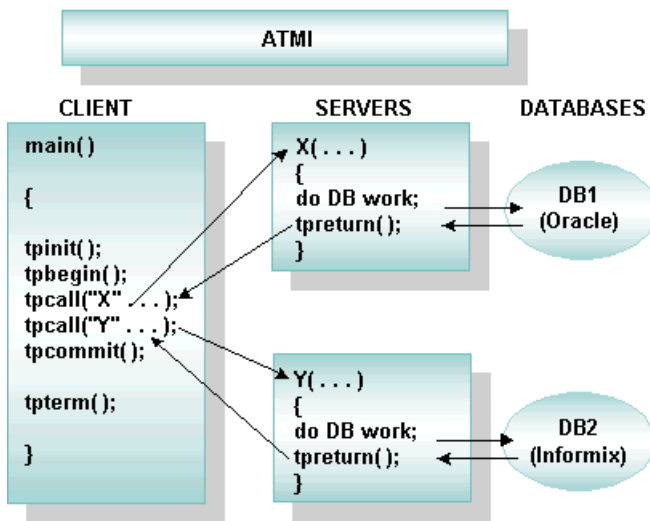 ATMI
CLIENT
SERVERS
DATABASES
main( )
{
tpinit( );
tpbegin( );
tpcall("X" . . . );
tpcall("Y" . . . );
tpcommit( );
tpterm( );
}
X( . . . )
{
do DB work;
tpreturn( );
}
DB1
(Oracle)
Y( . . . )
{
do DB work;
tpreturn( );
}
DB2
(Informix)